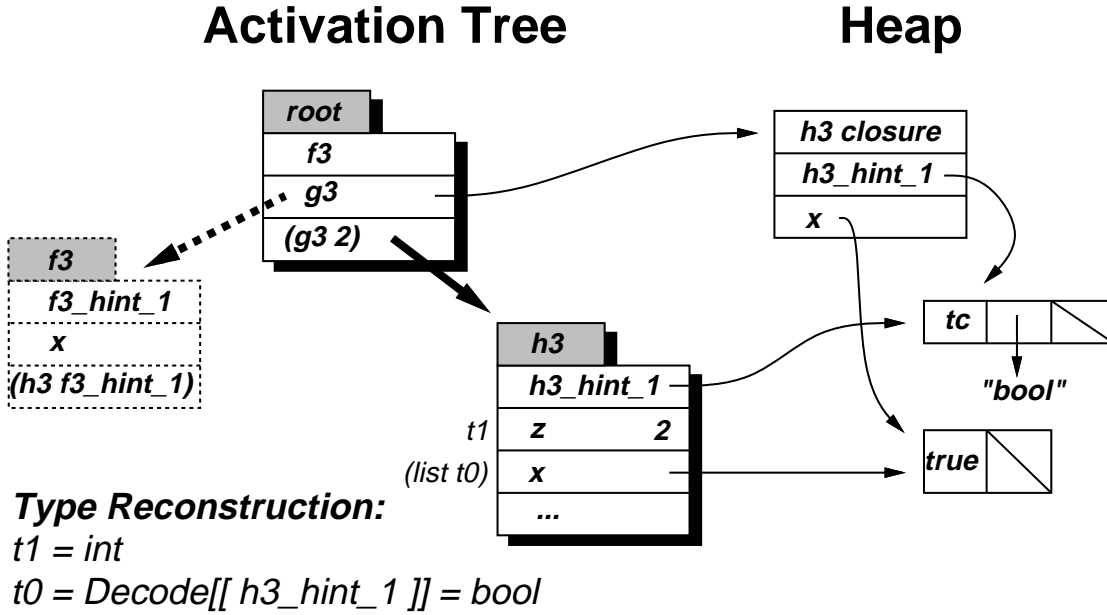 Activation Tree
Heap
root
f3
g3
(g3 2)
h3 closure
h3_hint_1
x
f3
f3_hint_1
x
(h3 f3_hint_1)
h3
h3_hint_1
t1 z 2
(list t0) x
...
tc
"bool"
true
Type Reconstruction:
t1 = int
t0 = Decode[[ h3_hint_1 ]] = bool